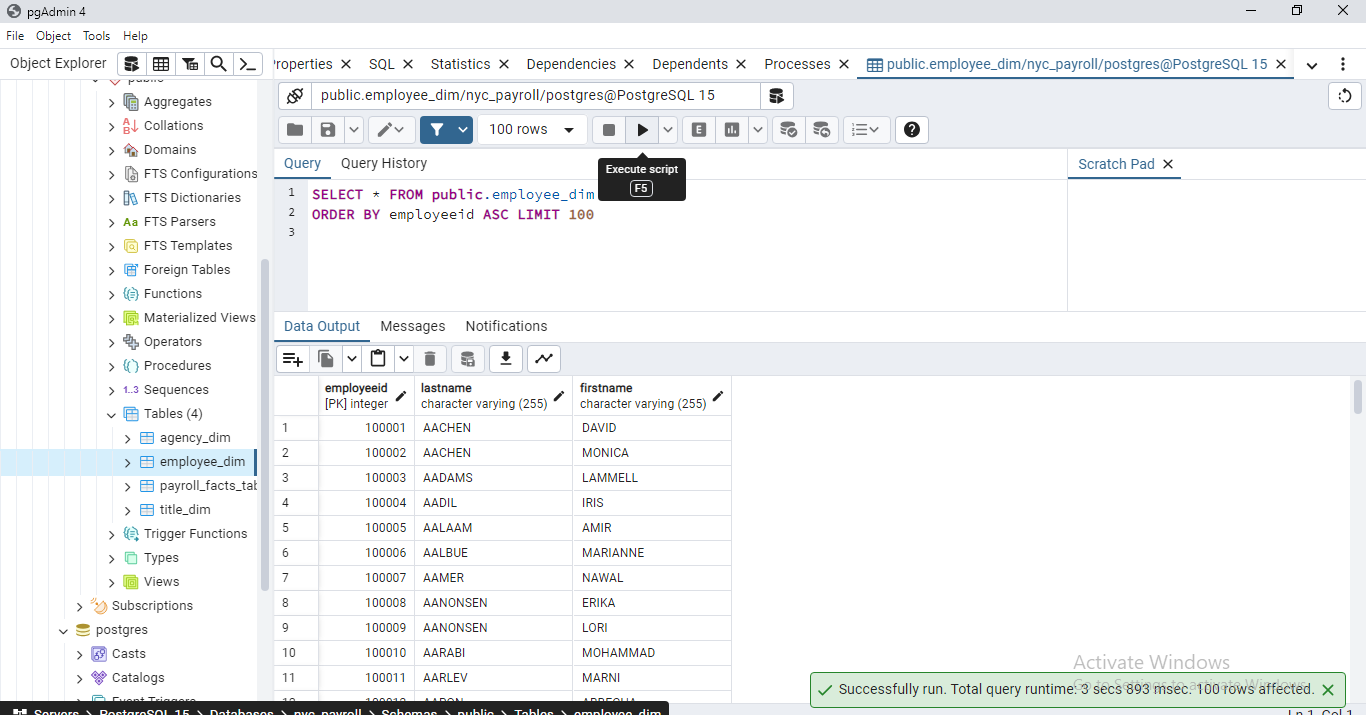 pgAdmin 4
File Object Tools Help
Object Explorer
roperties SQL Statistics Dependencies Dependents Processes public.employee_dim/nyc_payroll/postgres@PostgreSQL 15
public.employee_dim/nyc_payroll/postgres@PostgreSQL 15
100 rows
E
Query Query History
Scratch Pad
Execute script
F5
1 SELECT * FROM public.employee_dim
2 ORDER BY employeeid ASC LIMIT 100
3
public
Aggregates
Collations
Domains
FTS Configurations
FTS Dictionaries
Aa FTS Parsers
FTS Templates
Foreign Tables
Functions
Materialized Views
Operators
Procedures
1..3 Sequences
Tables (4)
agency_dim
employee_dim
payroll_facts_tab
title_dim
Trigger Functions
Types
Views
Subscriptions
postgres
Casts
Catalogs
Event Triggers
Data Output Messages Notifications
employeeid lastname firstname
[PK] integer character varying (255) character varying (255)
1 100001 AACHEN DAVID
2 100002 AACHEN MONICA
3 100003 AADAMS LAMMELL
4 100004 AADIL IRIS
5 100005 AALAAM AMIR
6 100006 AALBUE MARIANNE
7 100007 AAMER NAWAL
8 100008 AANONSEN ERIKA
9 100009 AANONSEN LORI
10 100010 AARABI MOHAMMAD
11 100011 AARLEV MARNI
12 100012 AARON
Activate Windows
Go to Settings to activate Windows.
Successfully run. Total query runtime: 3 secs 893 msec. 100 rows affected.
Servers > PostgreSQL 15 > Databases > nyc_payroll > Schemas > public > Tables > employee_dim
Ln 1, Col 1